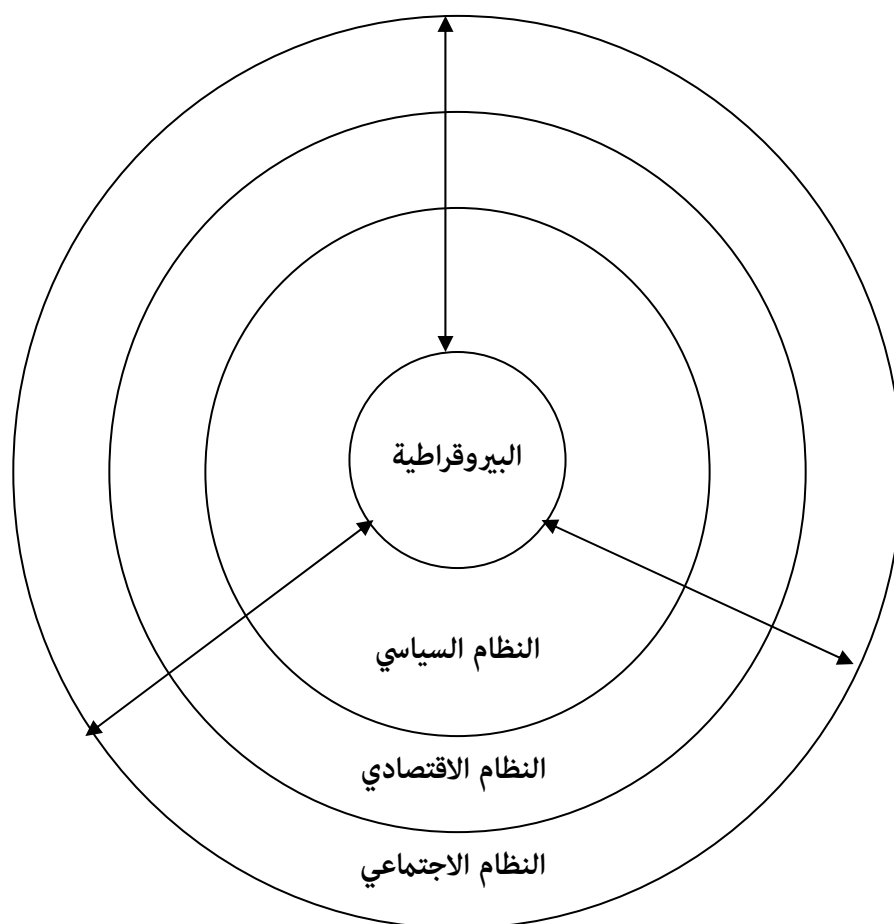 البيروقراطية
النظام السياسي
النظام الاقتصادي
النظام الاجتماعي